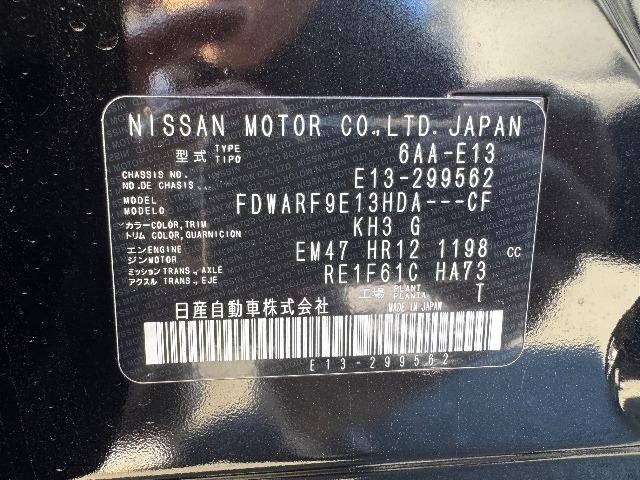 NISSAN MOTOR CO.,LTD. JAPAN
型式 TYPE TIPO 6AA-E13
CHASSIS NO. NO.DE CHASIS E13-299562
MODEL MODELO FDWARF9E13HDA---CF
カラー COLOR,TRIM トリム COLOR,GUARNICION KH3 G
エンジン ENGINE MOTOR EM47 HR12 1198 cc
ミッション TRANS.,AXLE アクスル TRANS.,EJE RE1F61C HA73
工場 PLANT PLANTA T
日産自動車株式会社 MADE IN JAPAN
E13-299562